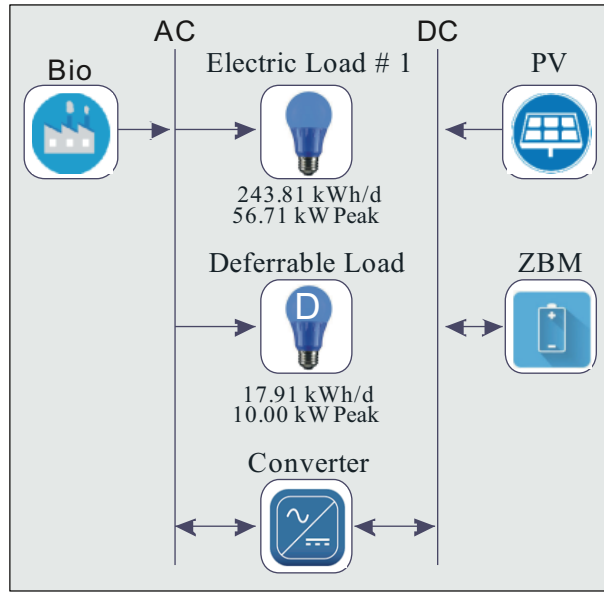 AC
DC
Bio
Electric Load # 1
PV
243.81 kWh/d
56.71 kW Peak
Deferrable Load
ZBM
D
17.91 kWh/d
10.00 kW Peak
Converter